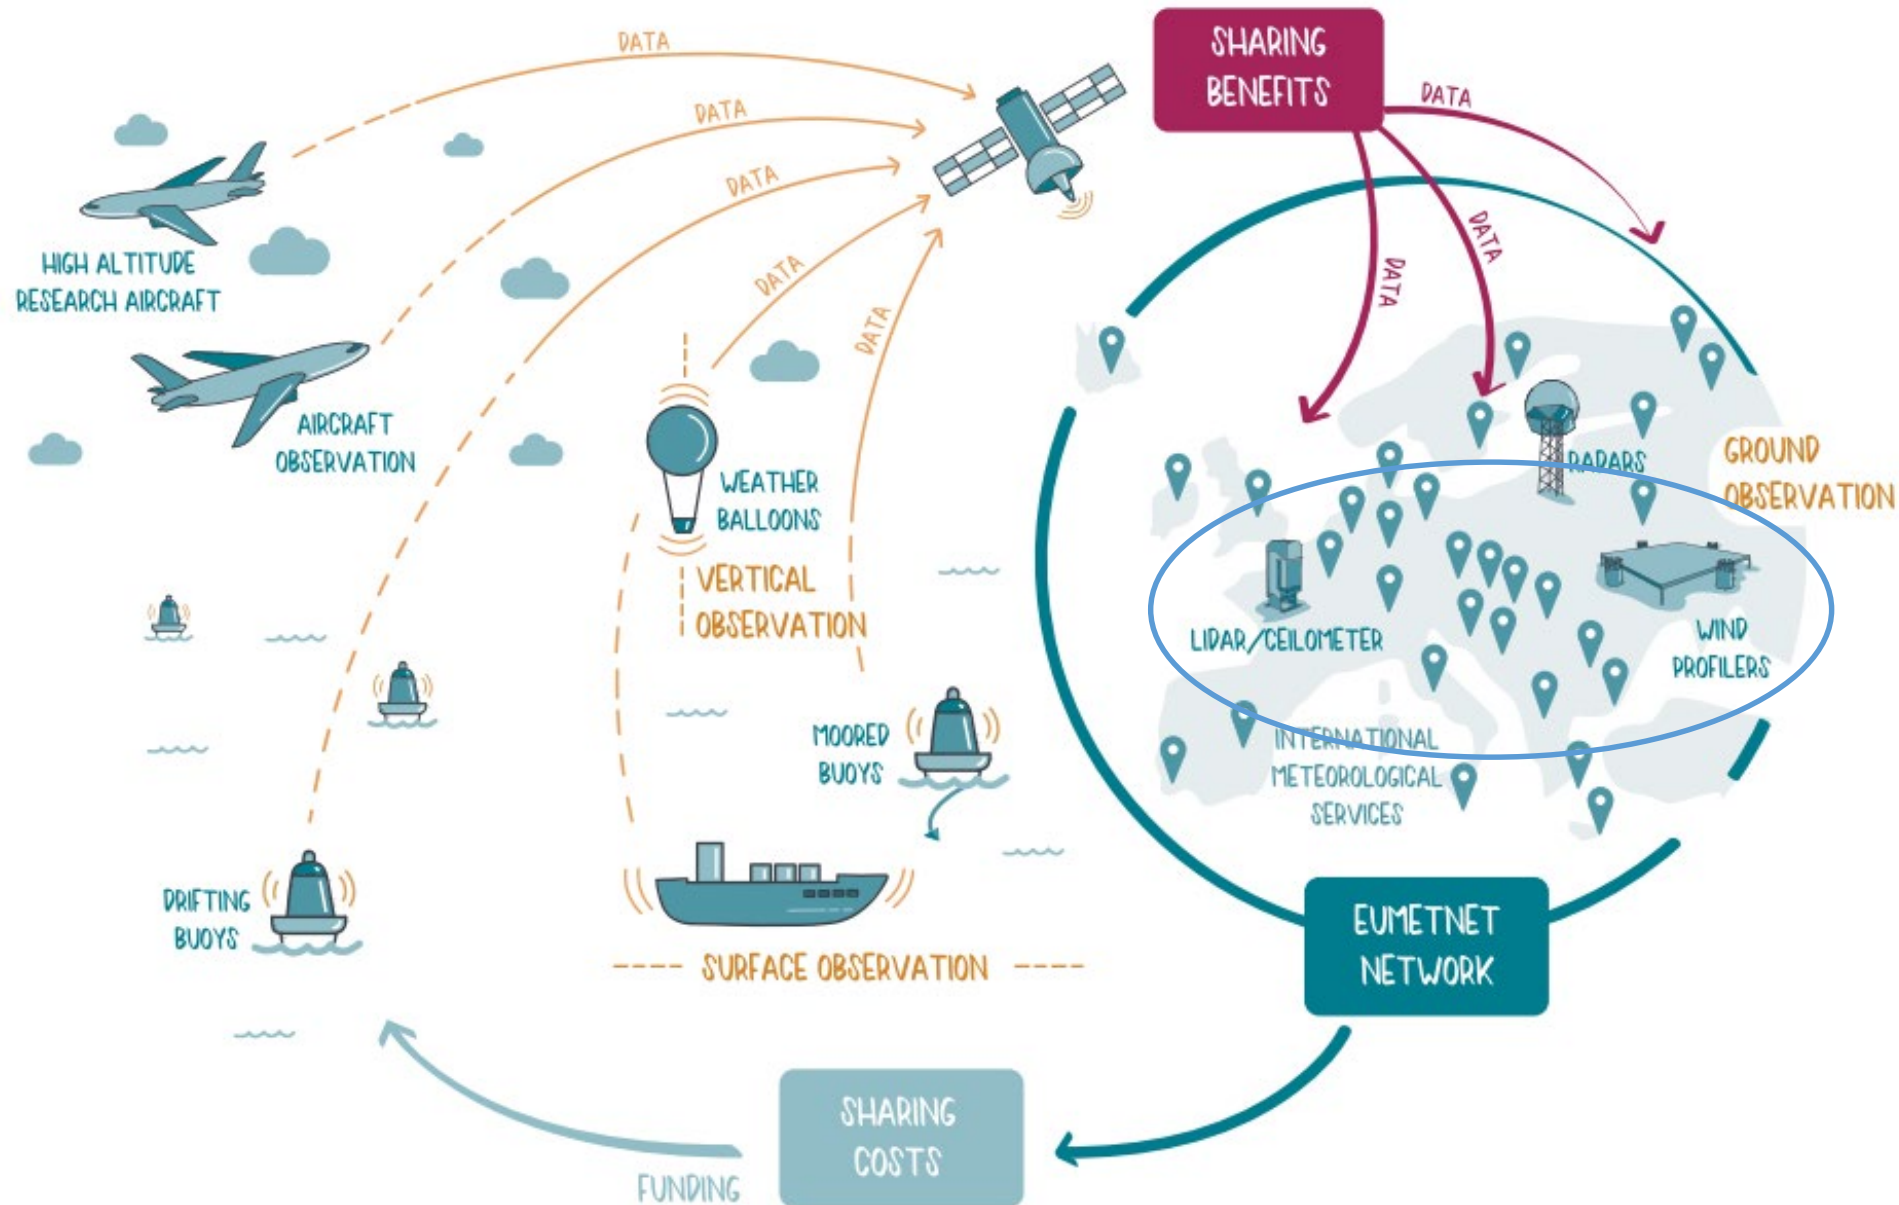 DATA
DATA
DATA
DATA
DATA
SHARING
BENEFITS
DATA
DATA
DATA
HIGH ALTITUDE
RESEARCH AIRCRAFT
AIRCRAFT
OBSERVATION
WEATHER
BALLOONS
VERTICAL
OBSERVATION
RADARS
GROUND
OBSERVATION
LIDAR/CEILOMETER
WIND
PROFILERS
INTERNATIONAL
METEOROLOGICAL
SERVICES
MOORED
BUOYS
DRIFTING
BUOYS
SURFACE OBSERVATION
EUMETNET
NETWORK
SHARING
COSTS
FUNDING